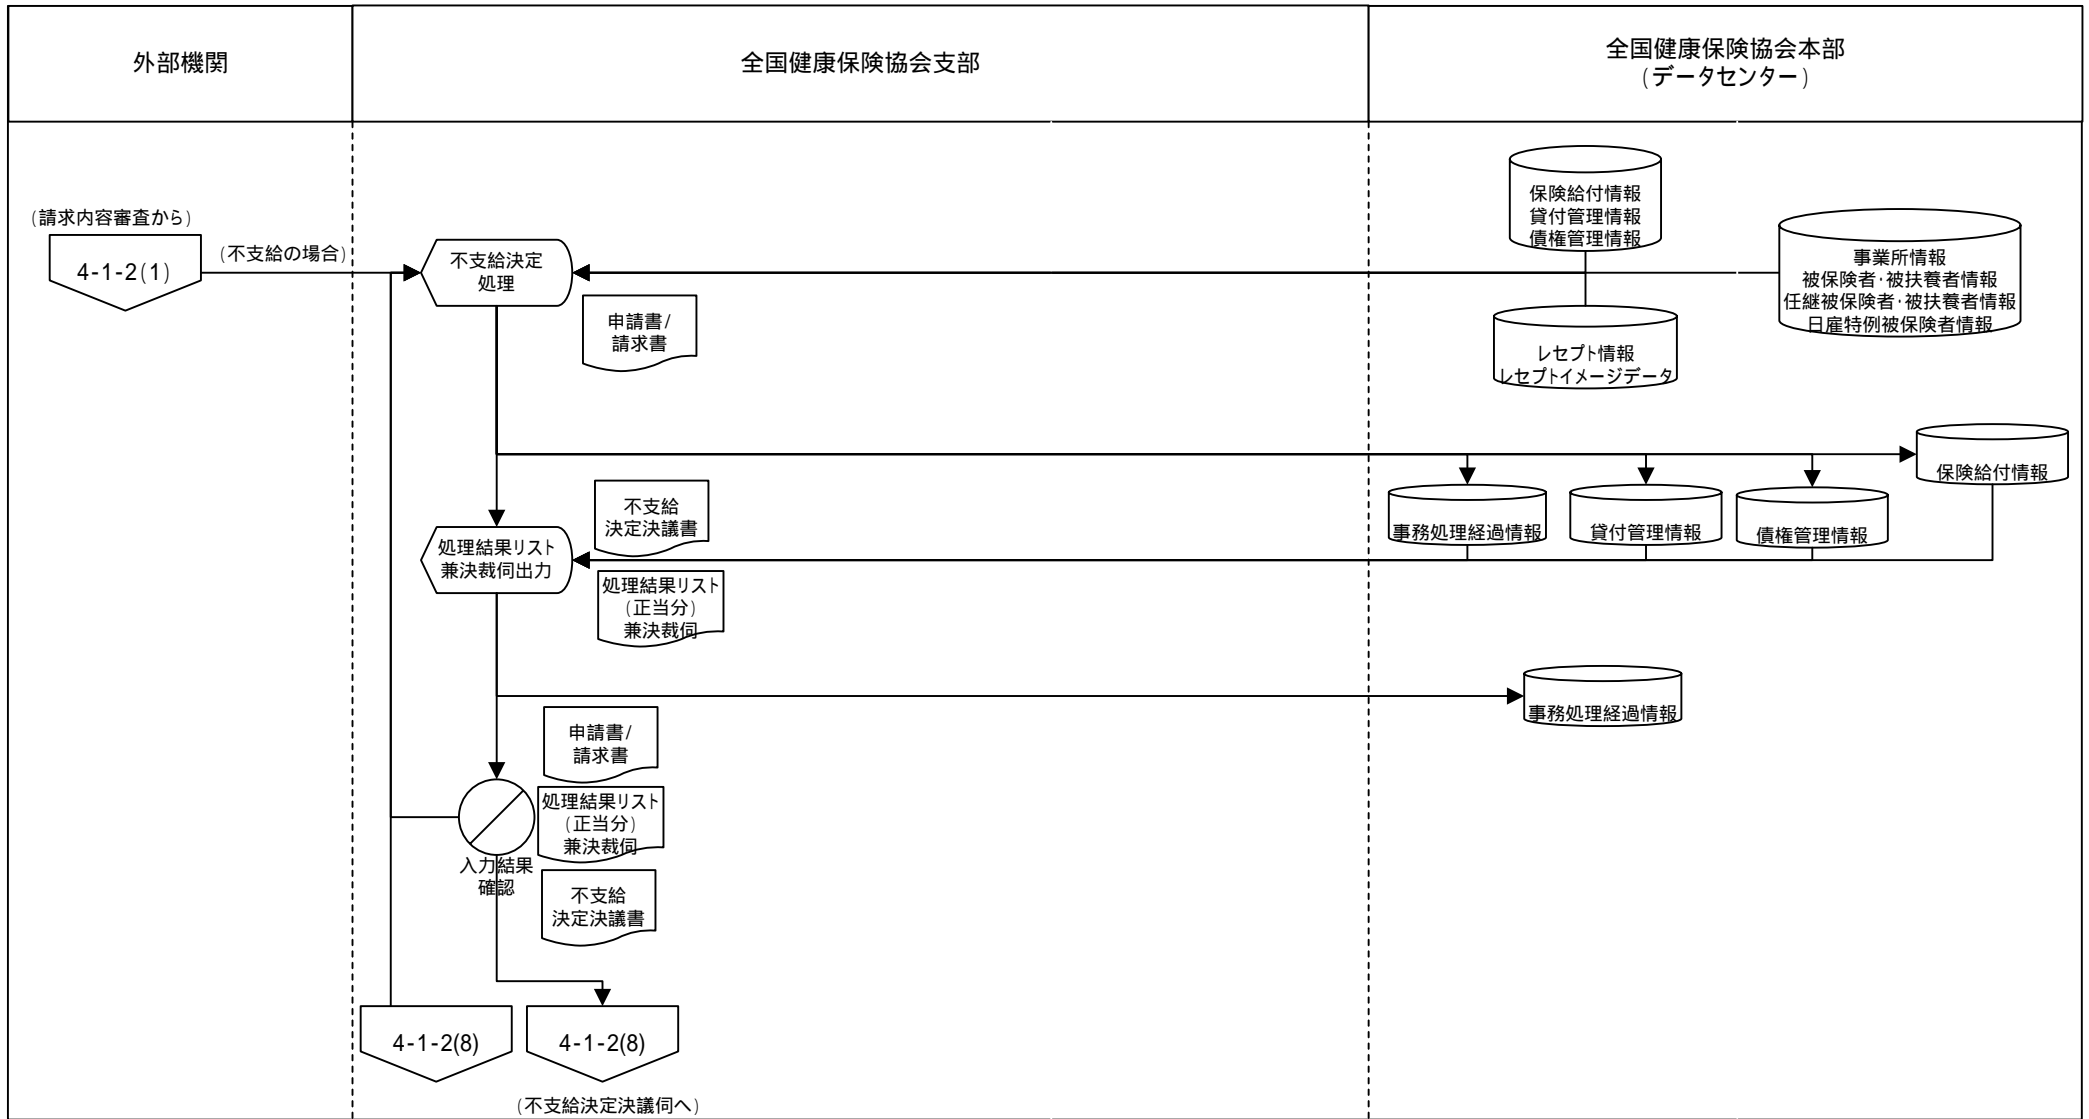 外部機関
全国健康保険協会支部
全国健康保険協会本部
(データセンター)
(請求内容審査から)
4-1-2(1)
(不支給の場合)
不支給決定
処理
申請書/
請求書
保険給付情報
貸付管理情報
債権管理情報
事業所情報
被保険者・被扶養者情報
任継被保険者・被扶養者情報
日雇特例被保険者情報
レセプト情報
レセプトイメージデータ
保険給付情報
事務処理経過情報
貸付管理情報
債権管理情報
不支給
決定決議書
処理結果リスト
兼決裁伺出力
処理結果リスト
(正当分)
兼決裁伺
事務処理経過情報
申請書/
請求書
処理結果リスト
(正当分)
兼決裁伺
入力結果
確認
不支給
決定決議書
4-1-2(8)
4-1-2(8)
(不支給決定決議伺へ)